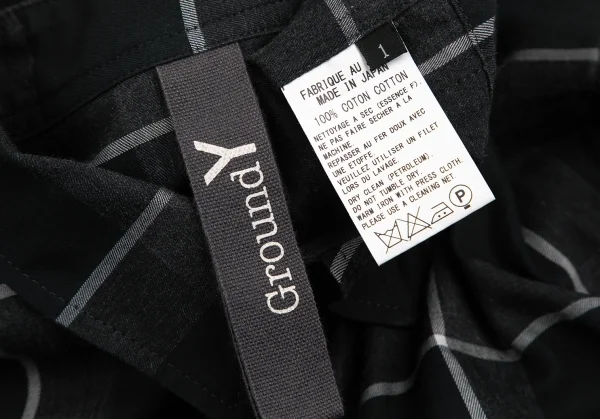 Ground Y
1
FABRIQUE AU
MADE IN JAPAN
100% COTON COTTON
NETTOYAGE A SEC (ESSENCE F)
NE PAS FAIRE SECHER A LA
MACHINE
REPASSER AU FER DOUX AVEC
UNE ETOFFE.
VEUILLEZ UTILISER UN FILET
LORS DU LAVAGE.
DRY CLEAN (PETROLEUM)
DO NOT TUMBLE DRY
WARM IRON WITH PRESS CLOTH.
PLEASE USE A CLEANING NET
P